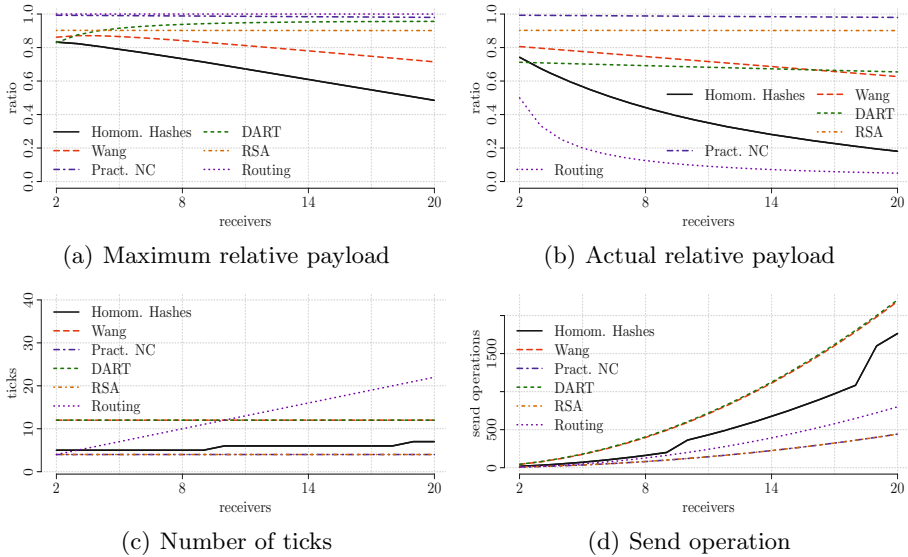 1.0
0.8
0.6
0.4
0.2
0.0
ratio
Homom. Hashes
Wang
Pract. NC
DART
RSA
Routing
2
8
14
20
receivers
(a) Maximum relative payload
1.0
0.8
0.6
0.4
0.2
0.0
ratio
Homom. Hashes
Pract. NC
Routing
Wang
DART
RSA
2
8
14
20
receivers
(b) Actual relative payload
40
30
20
10
0
ticks
Homom. Hashes
Wang
Pract. NC
DART
RSA
Routing
2
8
14
20
receivers
(c) Number of ticks
1500
500
0
send operations
Homom. Hashes
Wang
Pract. NC
DART
RSA
Routing
2
8
14
20
receivers
(d) Send operation